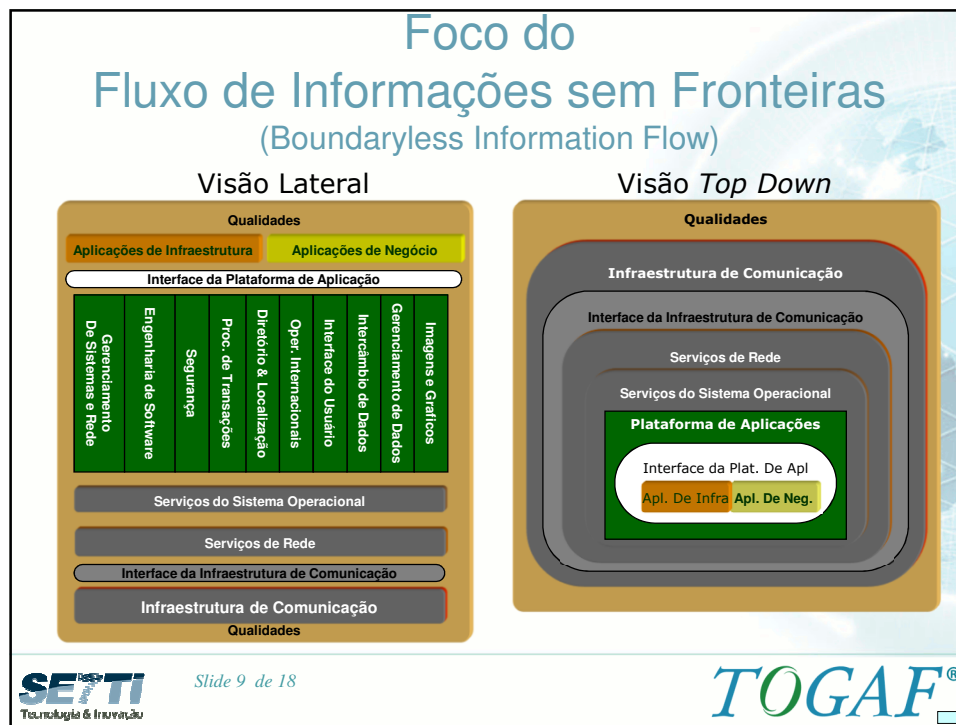 Foco do
Fluxo de Informações sem Fronteiras
(Boundaryless Information Flow)
Visão Lateral
Qualidades
Aplicações de Infraestrutura
Aplicações de Negócio
Interface da Plataforma de Aplicação
Gerenciamento
De Sistemas e Rede
Engenharia de Software
Segurança
Proc. de Transações
Diretório & Localização
Oper. Internacionais
Interface do Usuário
Intercâmbio de Dados
Gerenciamento de Dados
Imagens e Graficos
Serviços do Sistema Operacional
Serviços de Rede
Interface da Infraestrutura de Comunicação
Infraestrutura de Comunicação
Qualidades
Visão Top Down
Qualidades
Infraestrutura de Comunicação
Interface da Infraestrutura de Comunicação
Serviços de Rede
Serviços do Sistema Operacional
Plataforma de Aplicações
Interface da Plat. De Apl
Apl. De Infra
Apl. De Neg.
SETTI
Tecnologia & Inovação
Slide 9 de 18
TOGAF®